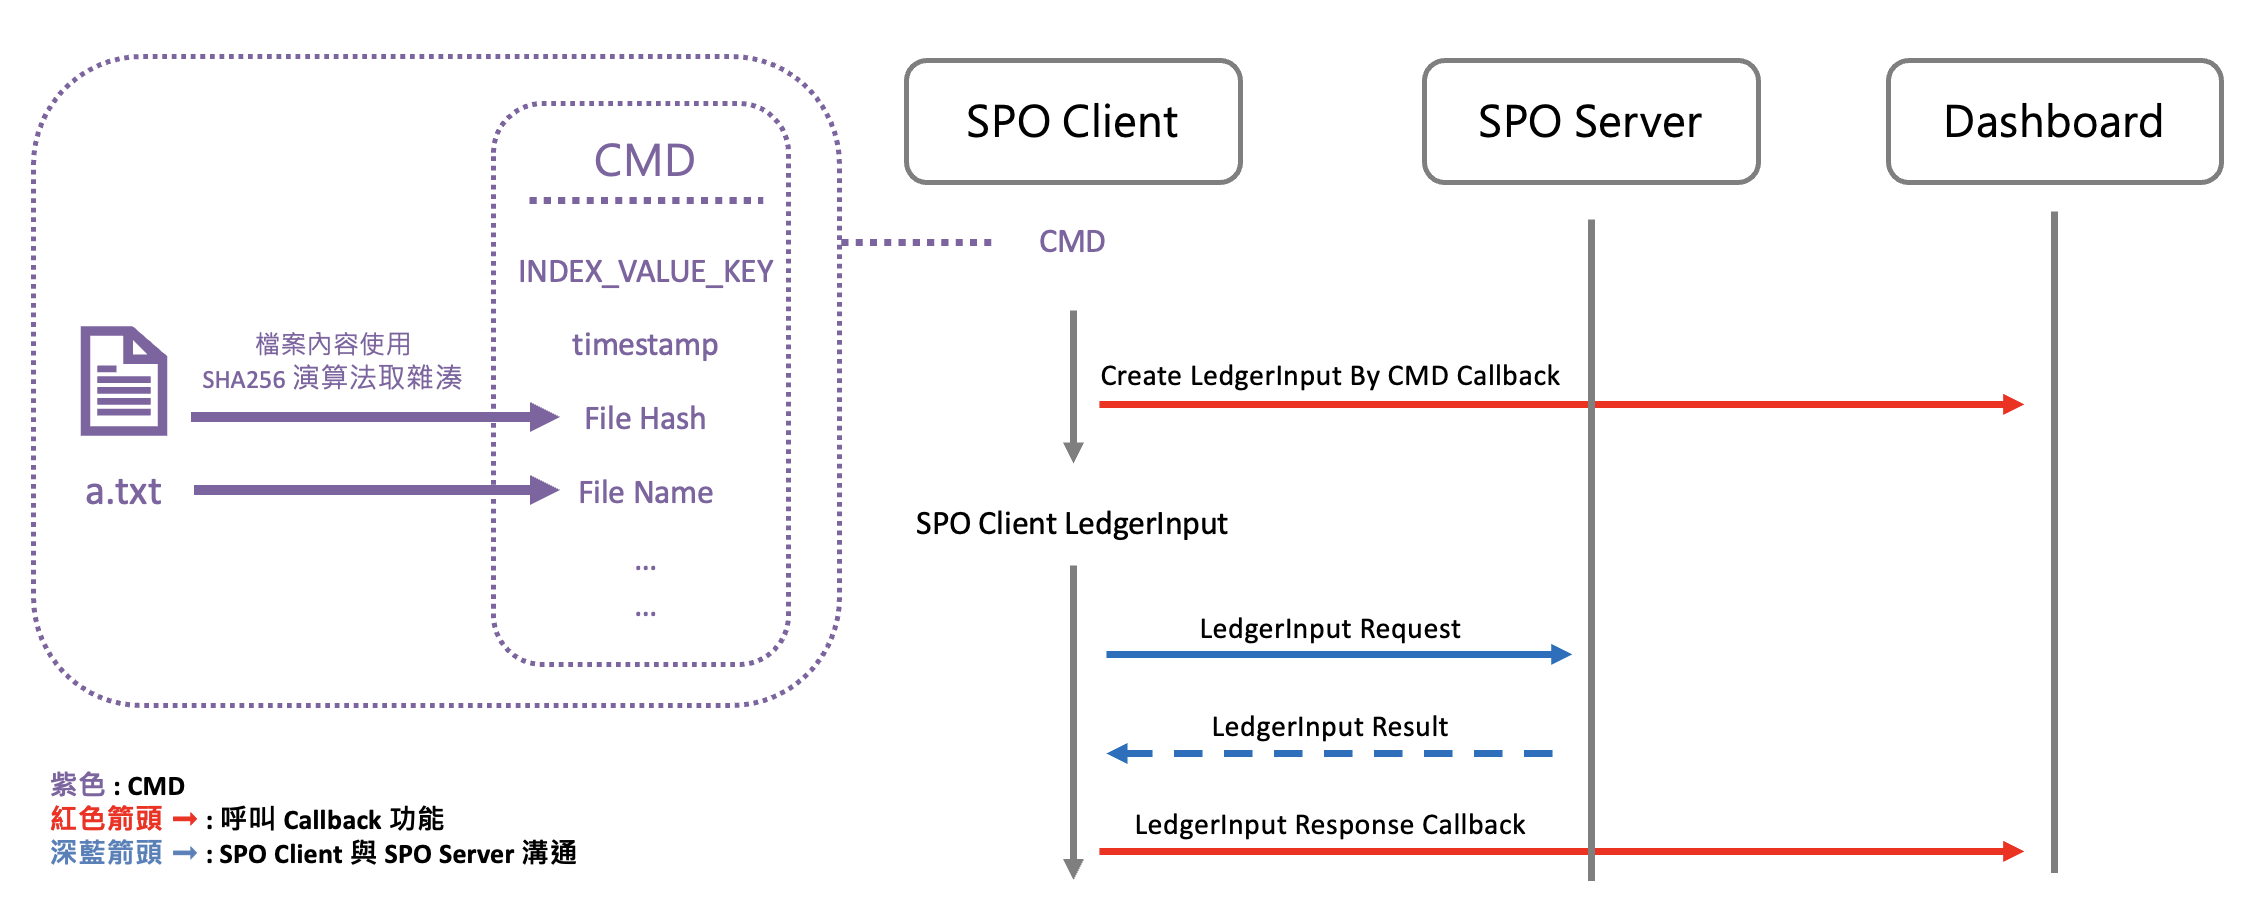 CMD
INDEX_VALUE_KEY
timestamp
File Hash
File Name
...
...
檔案內容使用
SHA256 演算法取雜湊
a.txt
紫色 : CMD
紅色箭頭 → : 呼叫 Callback 功能
深藍箭頭 → : SPO Client 與 SPO Server 溝通
SPO Client
SPO Server
Dashboard
CMD
Create LedgerInput By CMD Callback
SPO Client LedgerInput
LedgerInput Request
LedgerInput Result
LedgerInput Response Callback